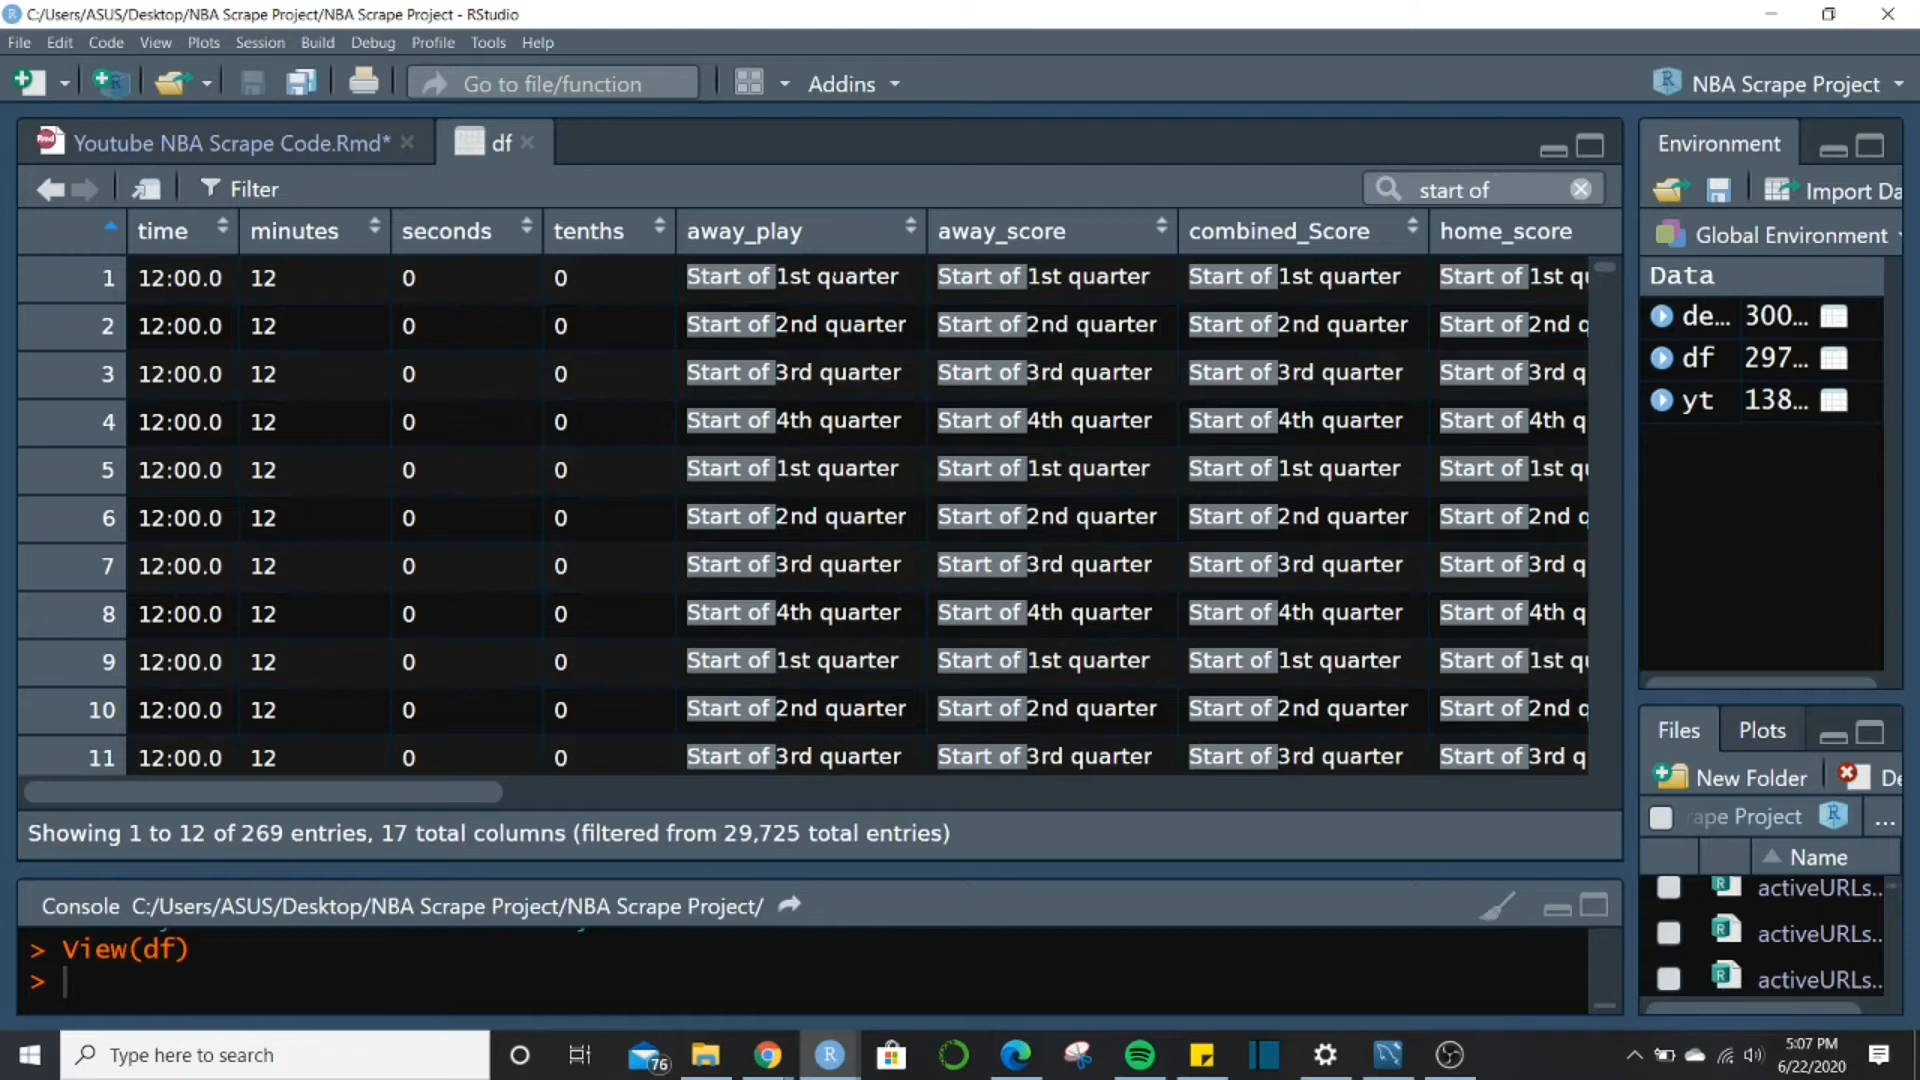 C:/Users/ASUS/Desktop/NBA Scrape Project/NBA Scrape Project - RStudio
File Edit Code View Plots Session Build Debug Profile Tools Help
Go to file/function Addins NBA Scrape Project
Youtube NBA Scrape Code.Rmd* df
Filter start of
time minutes seconds tenths away_play away_score combined_Score home_score
1 12:00.0 12 0 0 Start of 1st quarter Start of 1st quarter Start of 1st quarter Start of 1st qu
2 12:00.0 12 0 0 Start of 2nd quarter Start of 2nd quarter Start of 2nd quarter Start of 2nd q
3 12:00.0 12 0 0 Start of 3rd quarter Start of 3rd quarter Start of 3rd quarter Start of 3rd q
4 12:00.0 12 0 0 Start of 4th quarter Start of 4th quarter Start of 4th quarter Start of 4th q
5 12:00.0 12 0 0 Start of 1st quarter Start of 1st quarter Start of 1st quarter Start of 1st qu
6 12:00.0 12 0 0 Start of 2nd quarter Start of 2nd quarter Start of 2nd quarter Start of 2nd q
7 12:00.0 12 0 0 Start of 3rd quarter Start of 3rd quarter Start of 3rd quarter Start of 3rd q
8 12:00.0 12 0 0 Start of 4th quarter Start of 4th quarter Start of 4th quarter Start of 4th q
9 12:00.0 12 0 0 Start of 1st quarter Start of 1st quarter Start of 1st quarter Start of 1st qu
10 12:00.0 12 0 0 Start of 2nd quarter Start of 2nd quarter Start of 2nd quarter Start of 2nd q
11 12:00.0 12 0 0 Start of 3rd quarter Start of 3rd quarter Start of 3rd quarter Start of 3rd q
Showing 1 to 12 of 269 entries, 17 total columns (filtered from 29,725 total entries)
Console C:/Users/ASUS/Desktop/NBA Scrape Project/NBA Scrape Project/
> View(df)
>
Environment
Import Da
Global Environment
Data
de... 300...
df 297...
yt 138...
Files Plots
New Folder De
rape Project ...
Name
activeURLs..
activeURLs..
activeURLs..
Type here to search
76
5:07 PM
6/22/2020